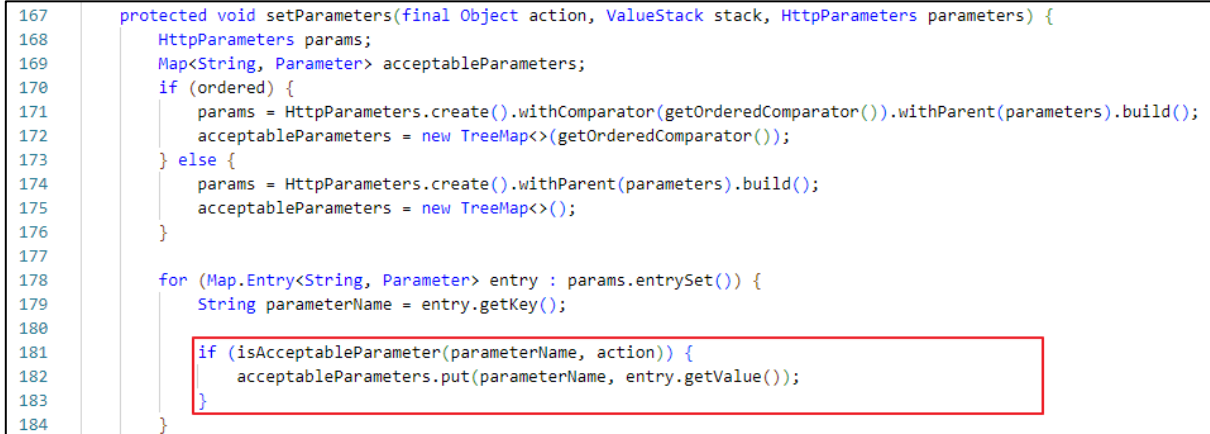 167 protected void setParameters(final Object action, ValueStack stack, HttpParameters parameters) {
168 HttpParameters params;
169 Map<String, Parameter> acceptableParameters;
170 if (ordered) {
171 params = HttpParameters.create().withComparator(getOrderedComparator()).withParent(parameters).build();
172 acceptableParameters = new TreeMap<>(getOrderedComparator());
173 } else {
174 params = HttpParameters.create().withParent(parameters).build();
175 acceptableParameters = new TreeMap<>();
176 }
177
178 for (Map.Entry<String, Parameter> entry : params.entrySet()) {
179 String parameterName = entry.getKey();
180
181 if (isAcceptableParameter(parameterName, action)) {
182 acceptableParameters.put(parameterName, entry.getValue());
183 }
184 }